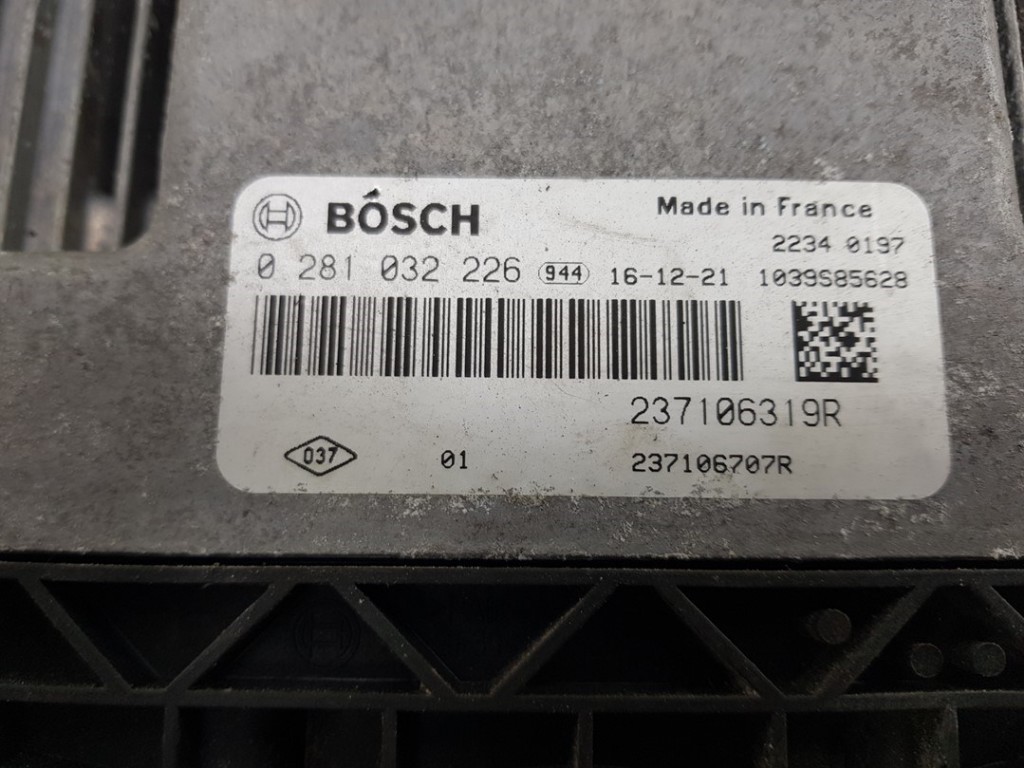 BOSCH
Made in France
2234 0197
0 281 032 226 944 16-12-21 1039S85628
237106319R
037 01 237106707R